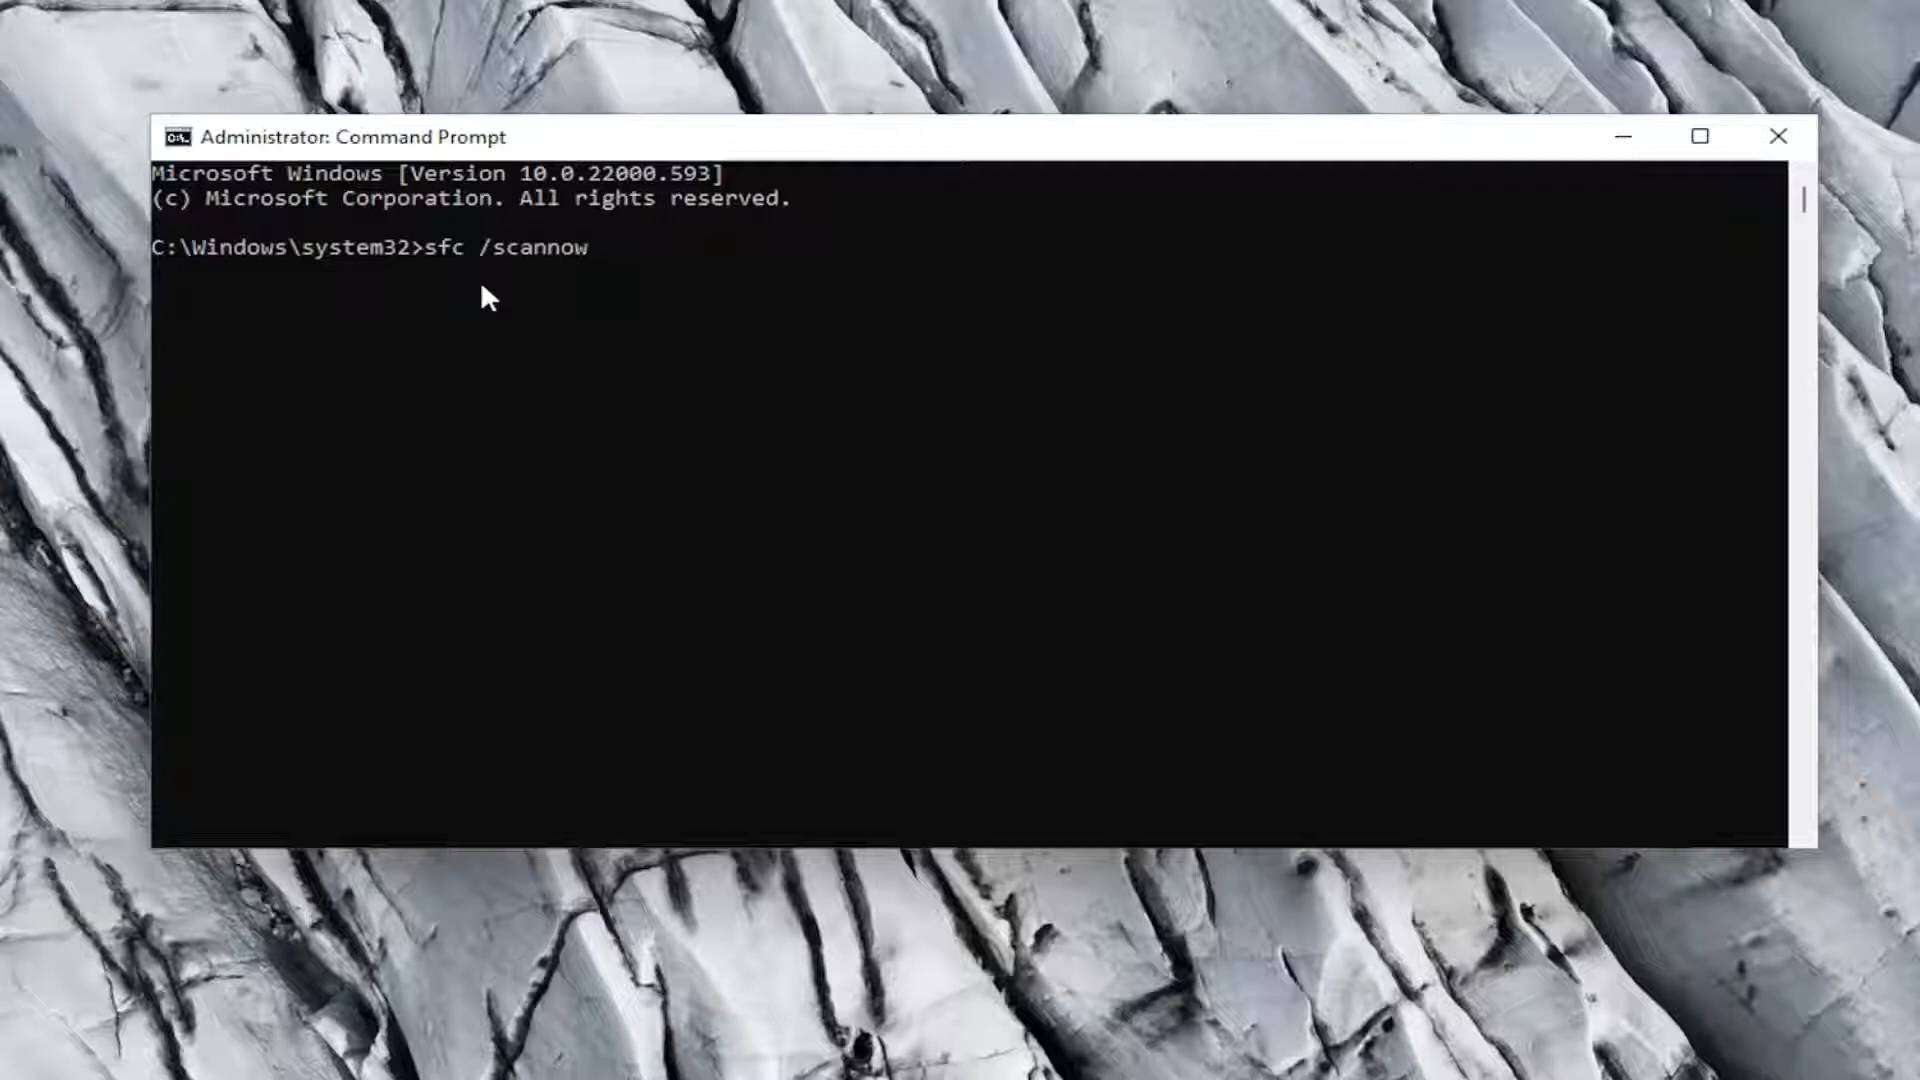 Administrator: Command Prompt
Microsoft Windows [Version 10.0.22000.593]
(c) Microsoft Corporation. All rights reserved.
C:\Windows\system32>sfc /scannow